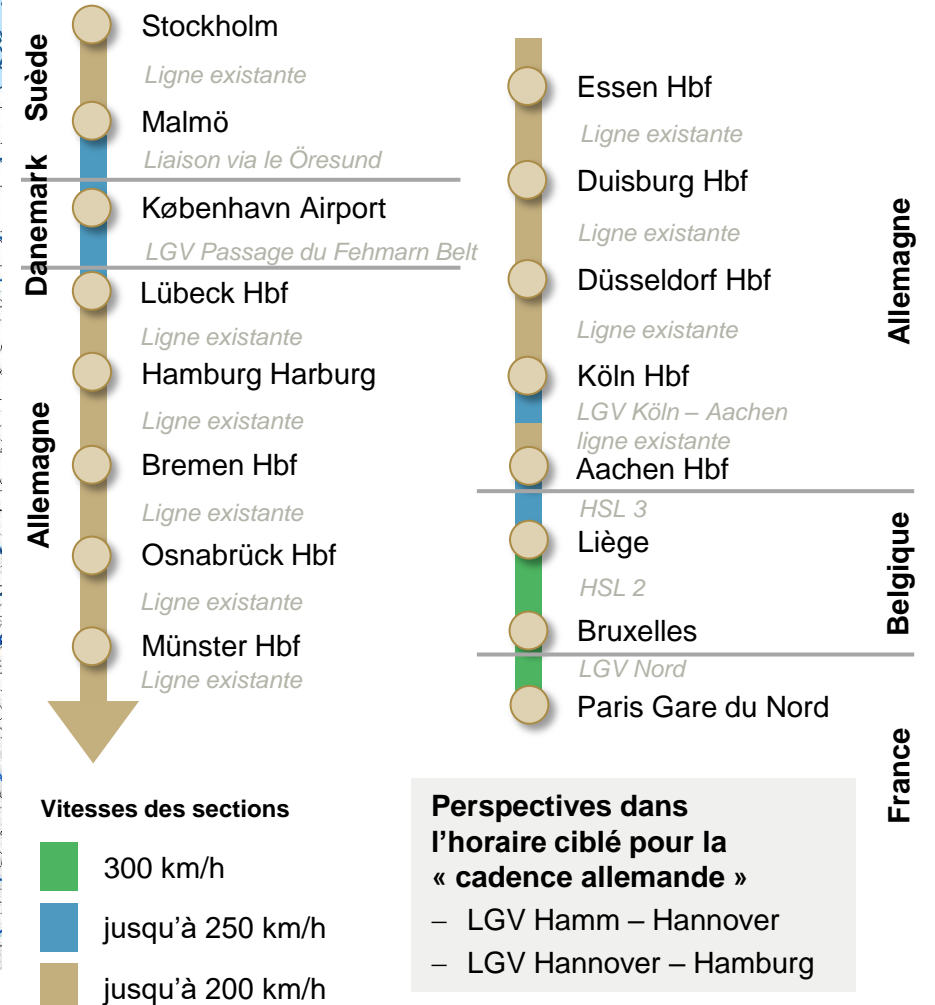 Suède
Stockholm
Ligne existante
Malmö
Liaison via le Öresund
Danemark
København Airport
LGV Passage du Fehmarn Belt
Allemagne
Lübeck Hbf
Ligne existante
Hamburg Harburg
Ligne existante
Bremen Hbf
Ligne existante
Osnabrück Hbf
Ligne existante
Münster Hbf
Ligne existante
Allemagne
Essen Hbf
Ligne existante
Duisburg Hbf
Ligne existante
Düsseldorf Hbf
Ligne existante
Köln Hbf
LGV Köln – Aachen
ligne existante
Aachen Hbf
Belgique
HSL 3
Liège
HSL 2
Bruxelles
France
LGV Nord
Paris Gare du Nord
Vitesses des sections
300 km/h
jusqu'à 250 km/h
jusqu'à 200 km/h
Perspectives dans
l'horaire ciblé pour la
« cadence allemande »
– LGV Hamm – Hannover
– LGV Hannover – Hamburg